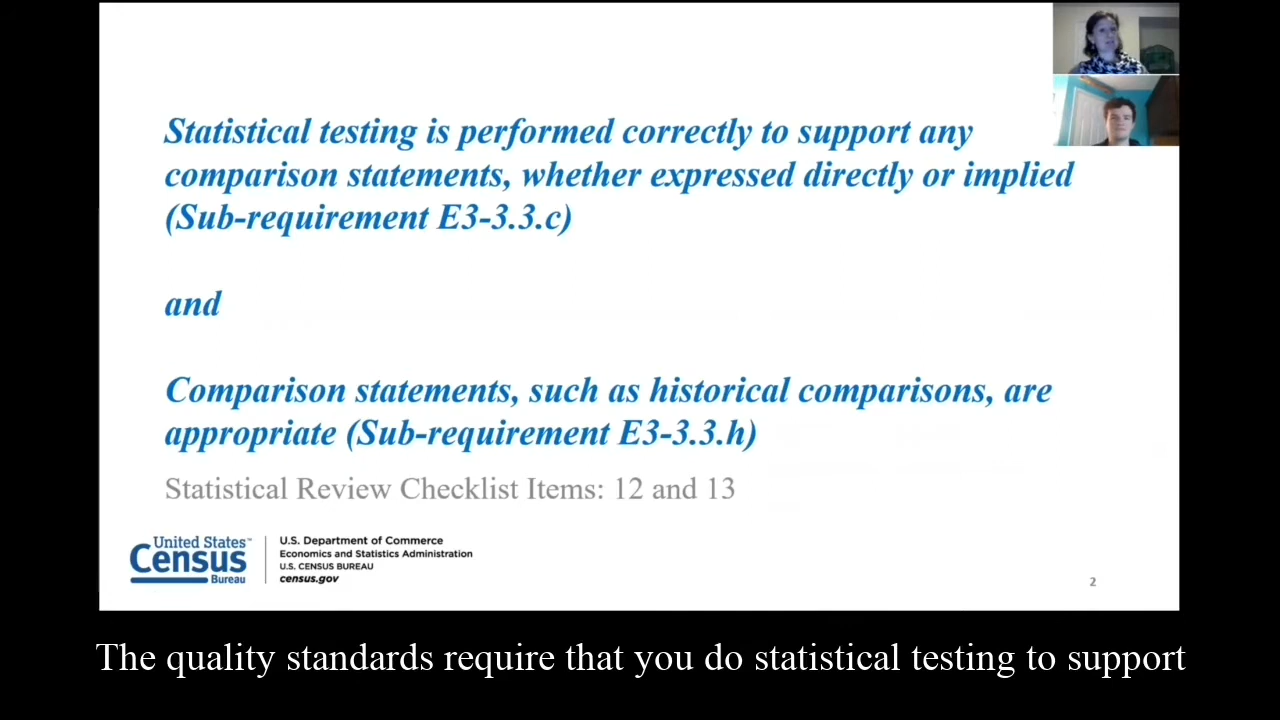 Statistical testing is performed correctly to support any
comparison statements, whether expressed directly or implied
(Sub-requirement E3-3.3.c)
and
Comparison statements, such as historical comparisons, are
appropriate (Sub-requirement E3-3.3.h)
Statistical Review Checklist Items: 12 and 13
United States™
Census
Bureau
U.S. Department of Commerce
Economics and Statistics Administration
U.S. CENSUS BUREAU
census.gov
2
The quality standards require that you do statistical testing to support